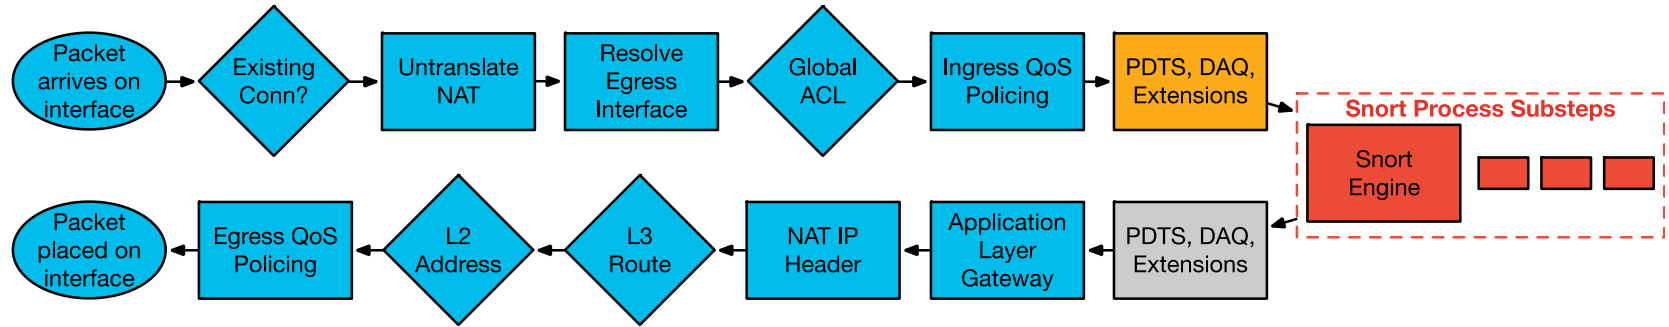 Packet
arrives on
interface
Existing
Conn?
Untranslate
NAT
Resolve
Egress
Interface
Global
ACL
Ingress QoS
Policing
PDTS, DAQ,
Extensions
Snort Process Substeps
Snort
Engine
PDTS, DAQ,
Extensions
Application
Layer
Gateway
NAT IP
Header
L3
Route
L2
Address
Egress QoS
Policing
Packet
placed on
interface